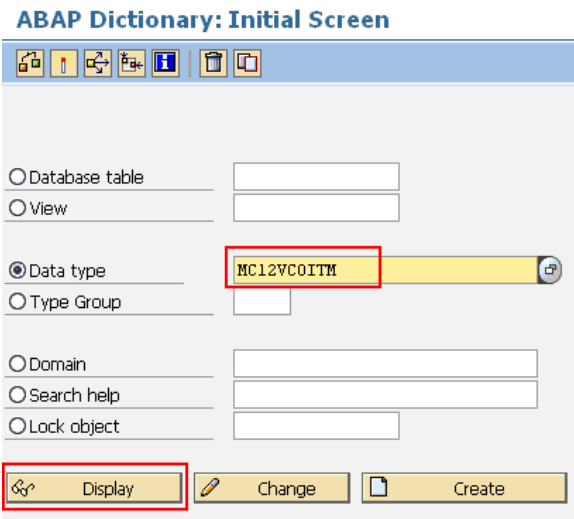 ABAP Dictionary: Initial Screen
Database table
View
Data type MC12VC0ITM
Type Group
Domain
Search help
Lock object
Display Change Create